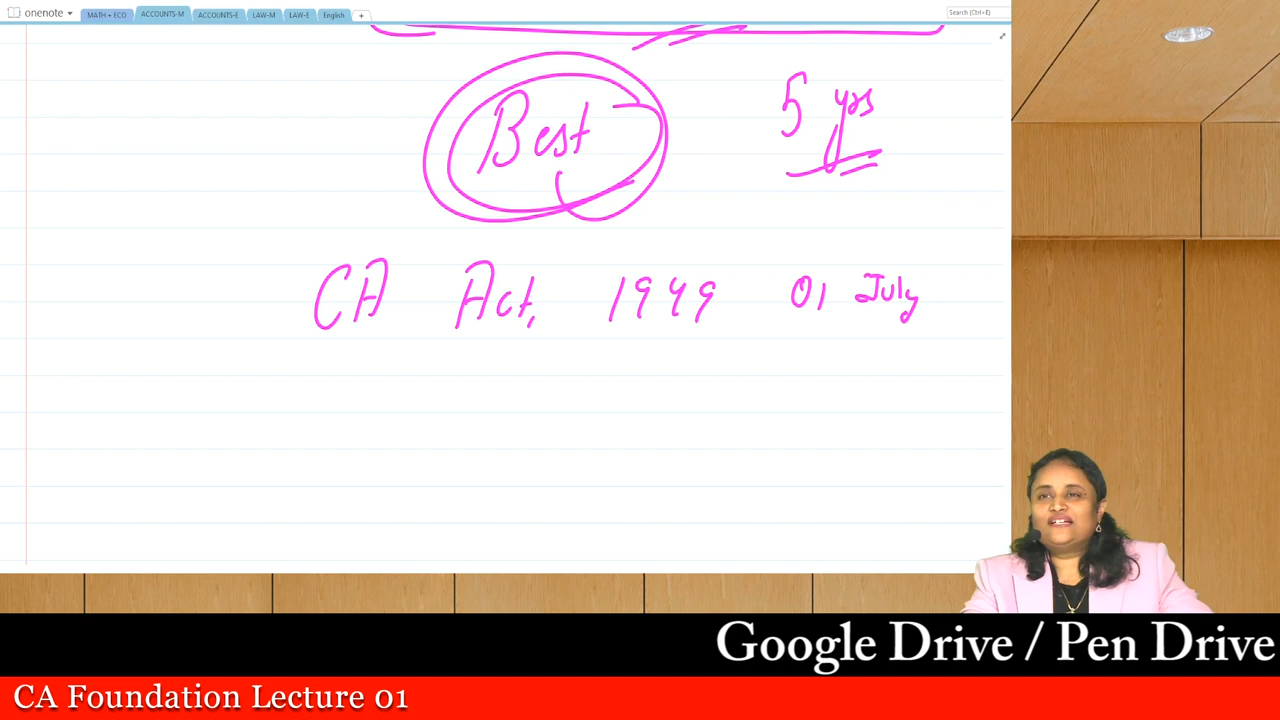 onenote MATH + ECO ACCOUNTS-M ACCOUNTS-E LAW-M LAW-E English + Search (Ctrl+E)
Best 5 yrs
CA Act, 1949 01 July
Google Drive / Pen Drive
CA Foundation Lecture 01